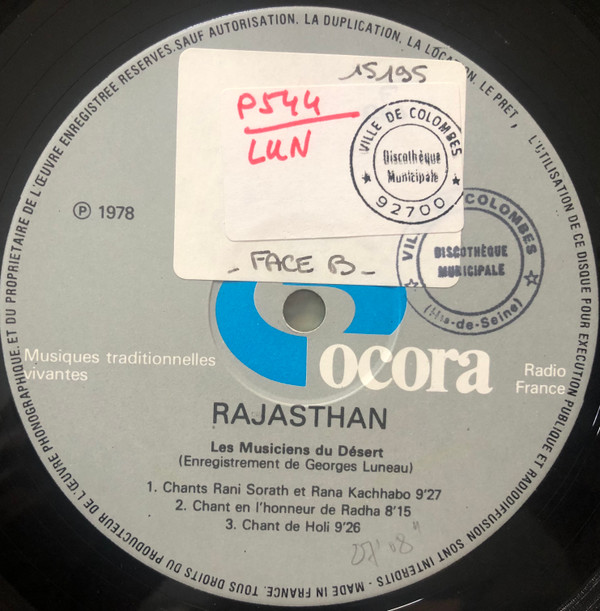 TOUS DROITS DU PRODUCTEUR DE L'ŒUVRE PHONOGRAPHIQUE ET DU PROPRIETAIRE DE L'ŒUVRE ENREGISTREE RESERVES. SAUF AUTORISATION. LA DUPLICATION. LA LOCATION. LE PRET, L'UTILISATION DE CE DISQUE POUR EXECUTION PUBLIQUE ET RADIODIFFUSION SONT INTERDITS - MADE IN FRANCE.
15195
P544
LUN
VILLE DE COLOMBES
Discothèque
Municipale
92700
Ⓟ 1978
- FACE B -
COLOMBES
DISCOTHÈQUE
MUNICIPALE
(Hts-de-Seine)
Musiques traditionnelles
vivantes
ocora
Radio
France
RAJASTHAN
Les Musiciens du Désert
(Enregistrement de Georges Luneau)
1. Chants Rani Sorath et Rana Kachhabo 9'27
2. Chant en l'honneur de Radha 8'15
3. Chant de Holi 9'26
27' 08"